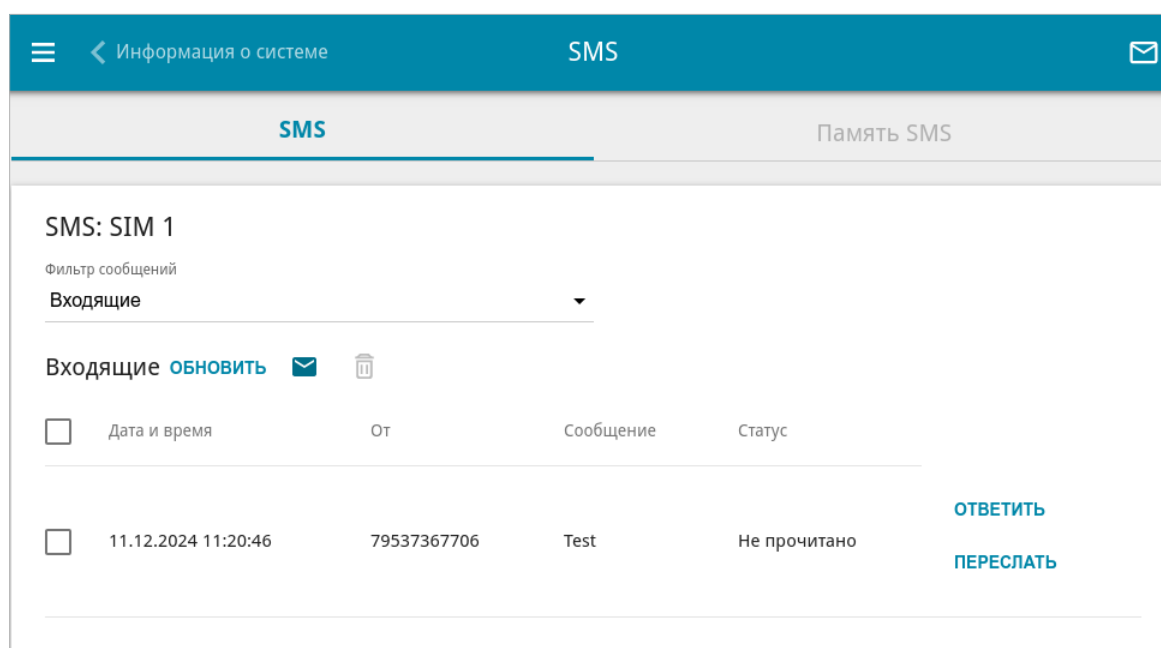 Информация о системе SMS
SMS Память SMS
SMS: SIM 1
Фильтр сообщений
Входящие
Входящие ОБНОВИТЬ
Дата и время От Сообщение Статус
ОТВЕТИТЬ
11.12.2024 11:20:46 79537367706 Test Не прочитано
ПЕРЕСЛАТЬ